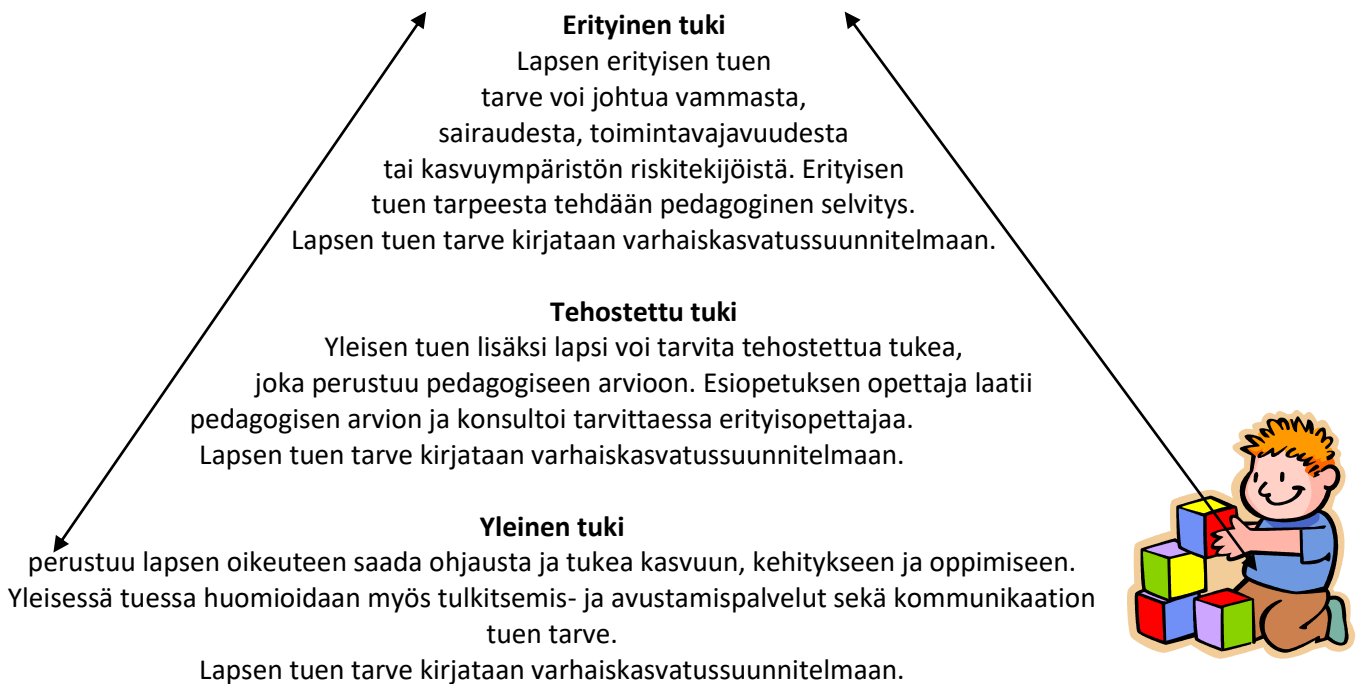 Erityinen tuki
Lapsen erityisen tuen
tarve voi johtua vammasta,
sairaudesta, toimintavajavuudesta
tai kasvuympäristön riskitekijöistä. Erityisen
tuen tarpeesta tehdään pedagoginen selvitys.
Lapsen tuen tarve kirjataan varhaiskasvatussuunnitelmaan.
Tehostettu tuki
Yleisen tuen lisäksi lapsi voi tarvita tehostettua tukea,
joka perustuu pedagogiseen arvioon. Esiopetuksen opettaja laatii
pedagogisen arvion ja konsultoi tarvittaessa erityisopettajaa.
Lapsen tuen tarve kirjataan varhaiskasvatussuunnitelmaan.
Yleinen tuki
perustuu lapsen oikeuteen saada ohjausta ja tukea kasvuun, kehitykseen ja oppimiseen.
Yleisessä tuessa huomioidaan myös tulkitsemis- ja avustamispalvelut sekä kommunikaation
tuen tarve.
Lapsen tuen tarve kirjataan varhaiskasvatussuunnitelmaan.